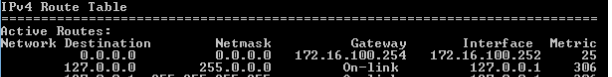 IPv4 Route Table
===========================================================================
Active Routes:
Network Destination        Netmask          Gateway       Interface  Metric
0.0.0.0          0.0.0.0   172.16.100.254   172.16.100.252     25
127.0.0.0        255.0.0.0         On-link         127.0.0.1    306